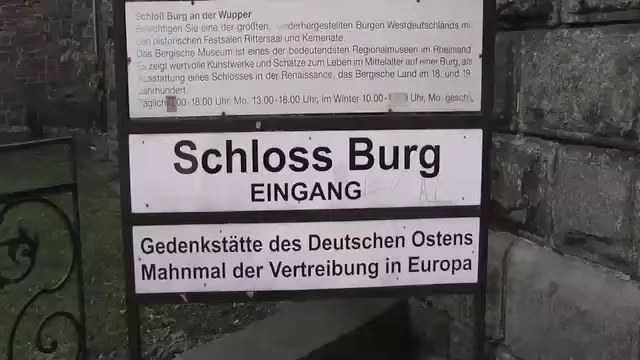 Schloß Burg an der Wupper
Besichtigen Sie eine der größten, wiederhergestellten Burgen Westdeutschlands mi
den historischen Festsälen Rittersaal und Kemenate.
Das Bergische Museum ist eines der bedeutendsten Regionalmuseen im Rheinland
Es zeigt wertvolle Kunstwerke und Schätze zum Leben im Mittelalter auf einer Burg, als
Ausstattung eines Schlosses in der Renaissance, das Bergische Land im 18. und 19
Jahrhundert.
Täglich 00-18.00 Uhr, Mo. 13.00-18.00 Uhr, im Winter 10.00- Uhr, Mo. geschl.
Schloss Burg
EINGANG
Gedenkstätte des Deutschen Ostens
Mahnmal der Vertreibung in Europa